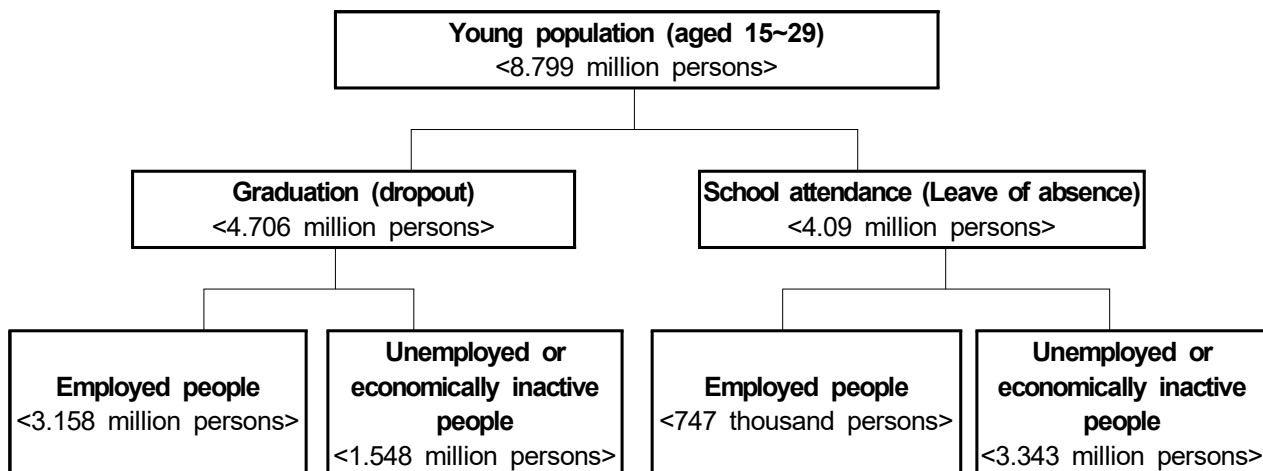 Young population (aged 15~29)
<8.799 million persons>
Graduation (dropout)
<4.706 million persons>
School attendance (Leave of absence)
<4.09 million persons>
Employed people
<3.158 million persons>
Unemployed or
economically inactive
people
<1.548 million persons>
Employed people
<747 thousand persons>
Unemployed or
economically inactive
people
<3.343 million persons>